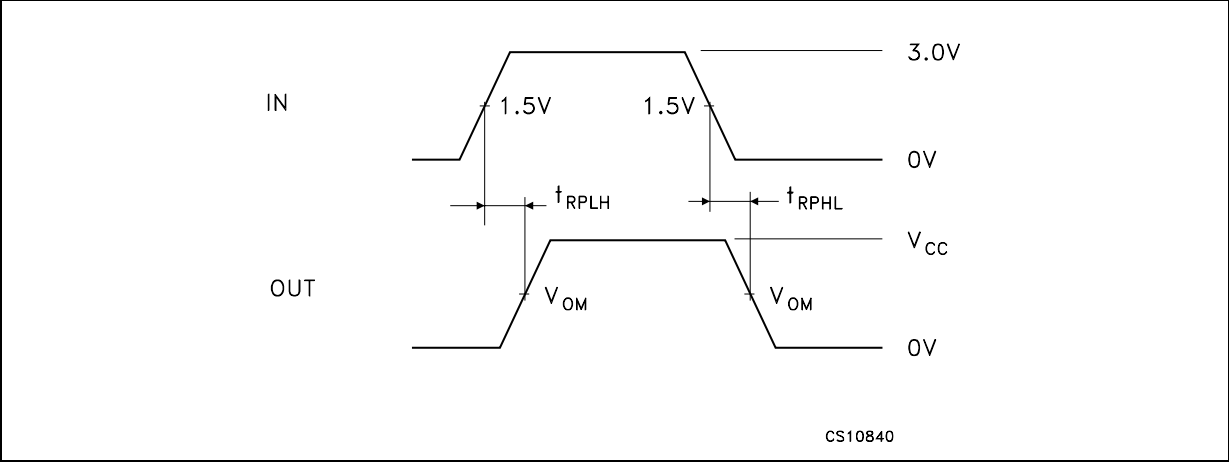 3.0V
IN 1.5V 1.5V
0V
tRPLH tRPHL
VCC
OUT VOM VOM
0V
CS10840